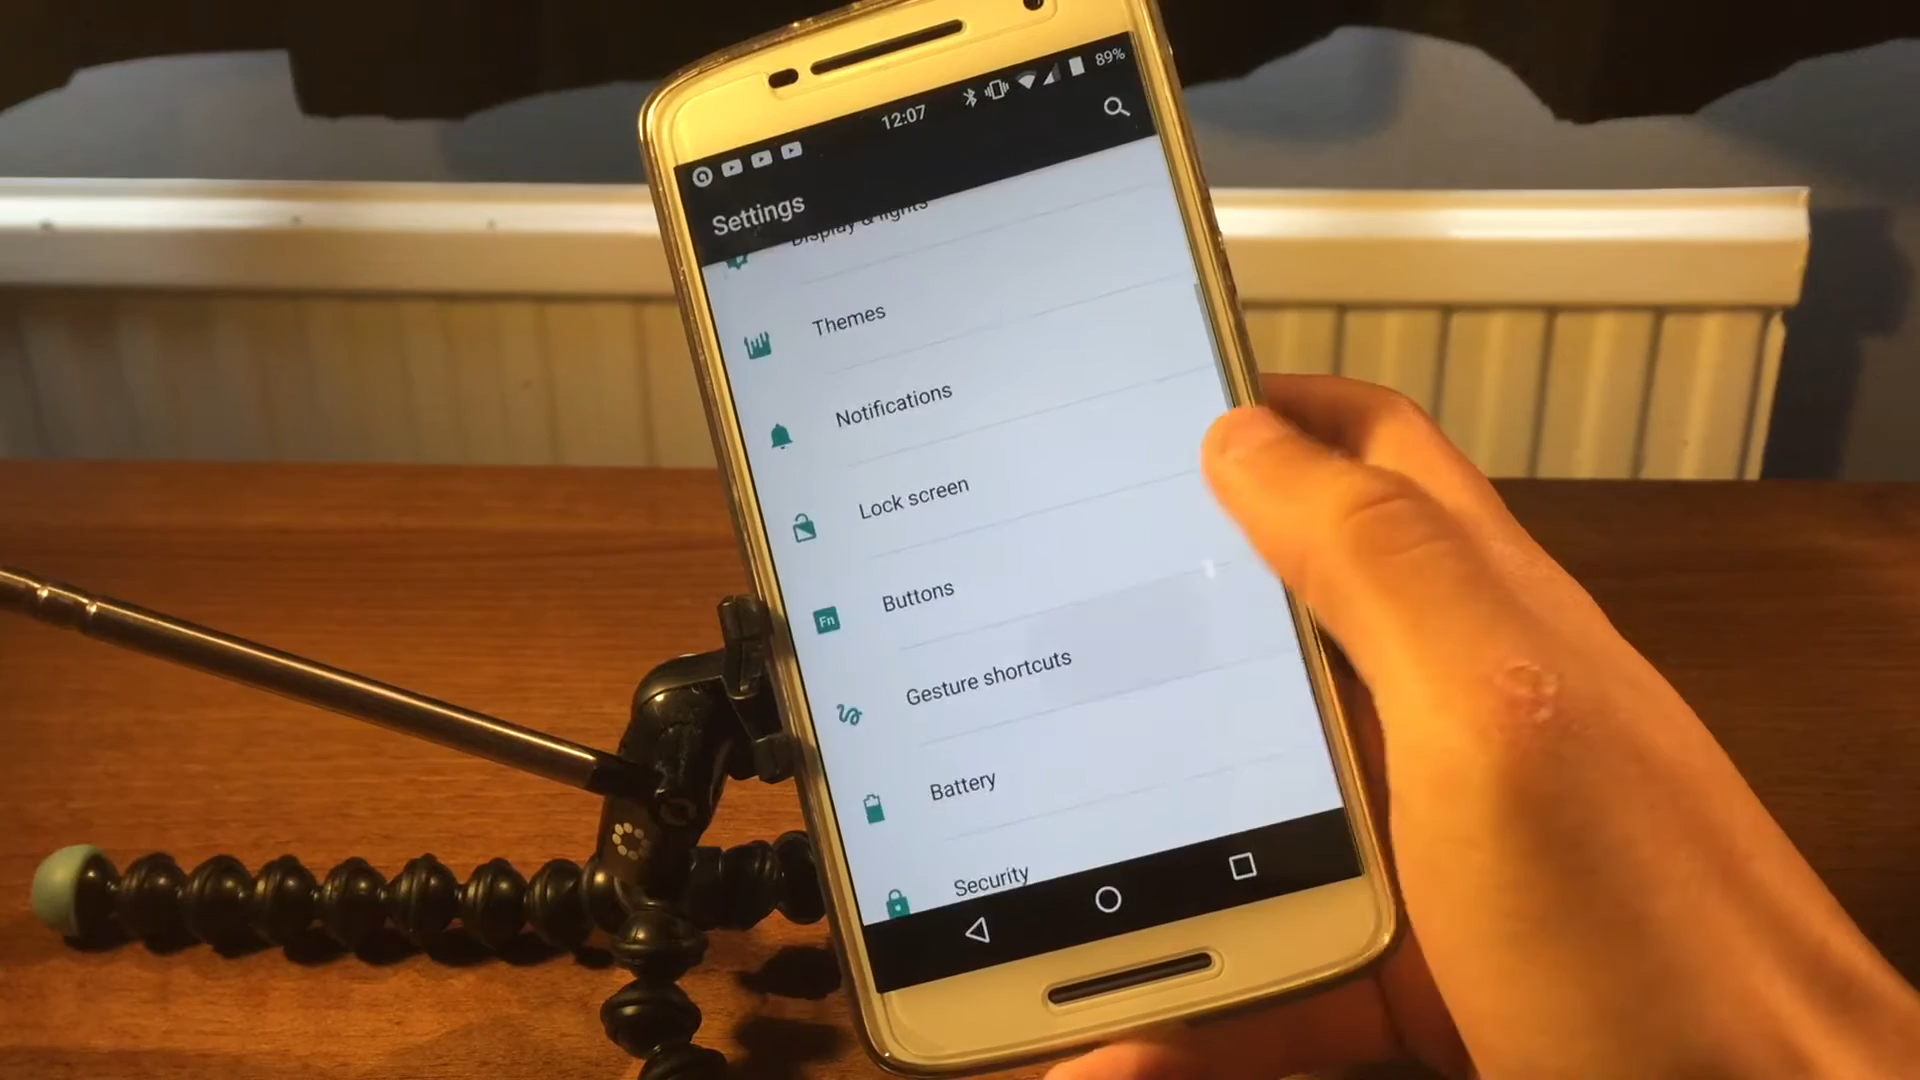 12:07
89%
Settings
Display & lights
Themes
Notifications
Lock screen
Fn
Buttons
Gesture shortcuts
Battery
Security